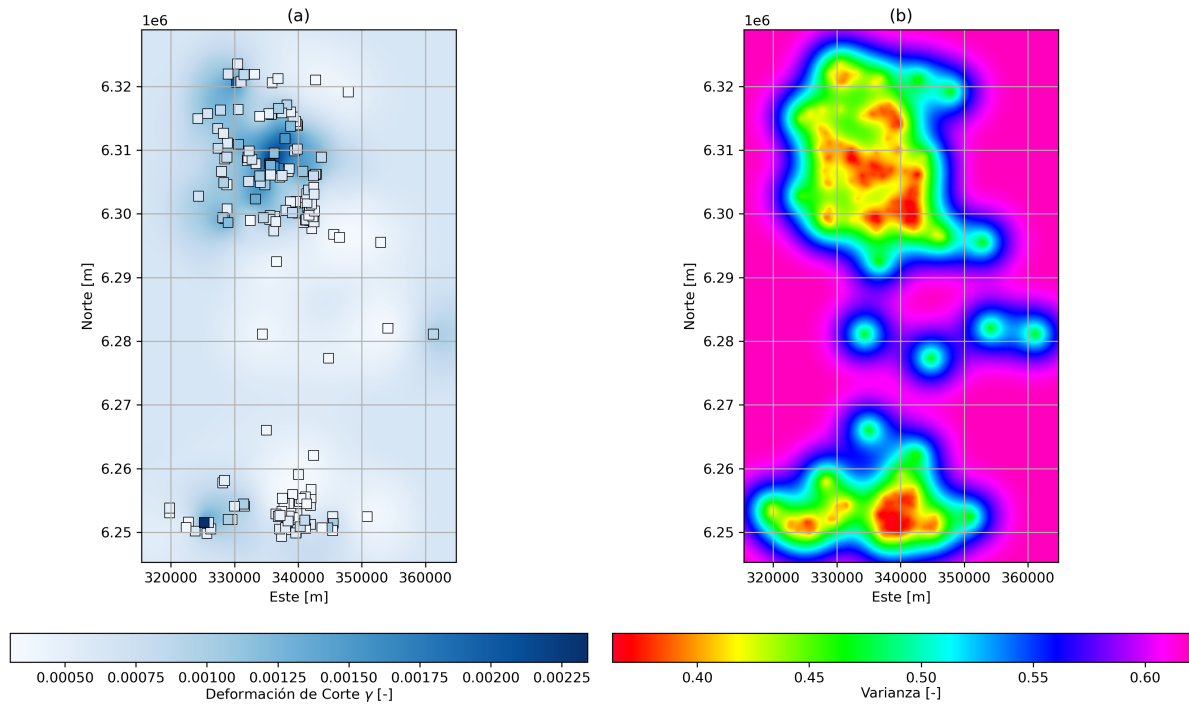 (a)
1e6
6.32
6.31
6.30
6.29
6.28
6.27
6.26
6.25
Norte [m]
320000 330000 340000 350000 360000
Este [m]
0.00050 0.00075 0.00100 0.00125 0.00150 0.00175 0.00200 0.00225
Deformación de Corte γ [-]
(b)
1e6
6.32
6.31
6.30
6.29
6.28
6.27
6.26
6.25
Norte [m]
320000 330000 340000 350000 360000
Este [m]
0.40 0.45 0.50 0.55 0.60
Varianza [-]